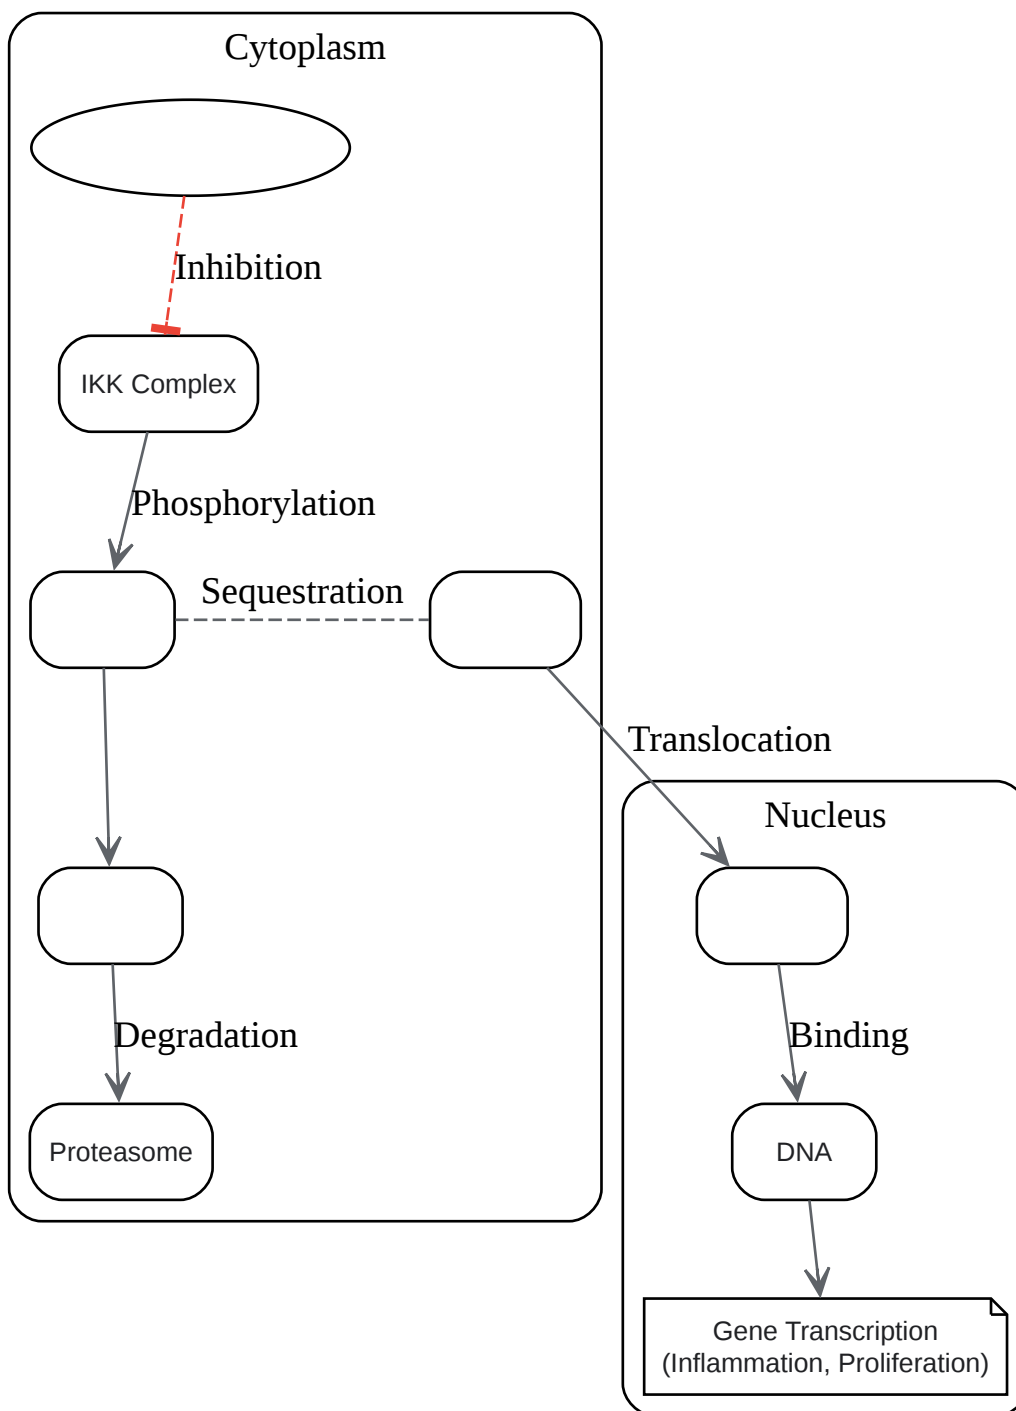 Cytoplasm
Inhibition
IKK Complex
Phosphorylation
Sequestration
Translocation
Nucleus
Degradation
Binding
Proteasome
DNA
Gene Transcription
(Inflammation, Proliferation)